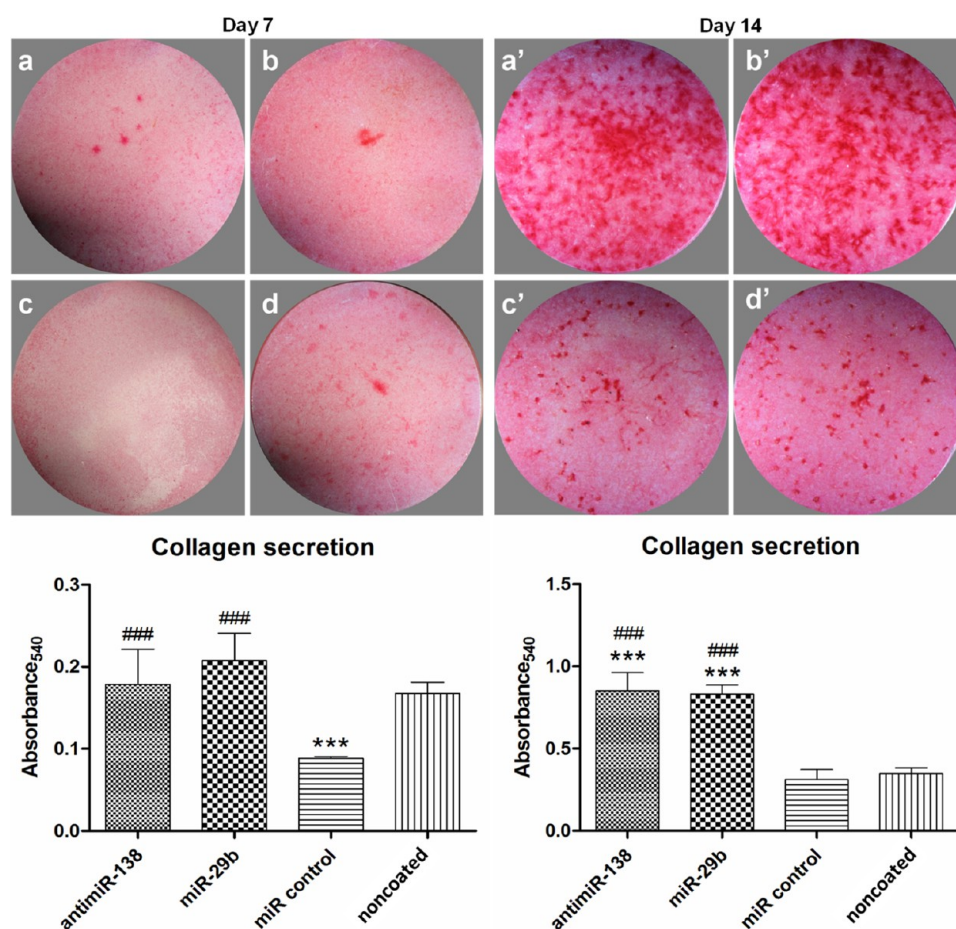 Day 7
Day 14
a
b
a’
b’
c
d
c’
d’
Collagen secretion
Absorbance540
0.3
0.2
0.1
0.0
###
###
***
antimiR-138
miR-29b
miR control
noncoated
Collagen secretion
Absorbance540
1.5
1.0
0.5
0.0
###
***
###
***
antimiR-138
miR-29b
miR control
noncoated